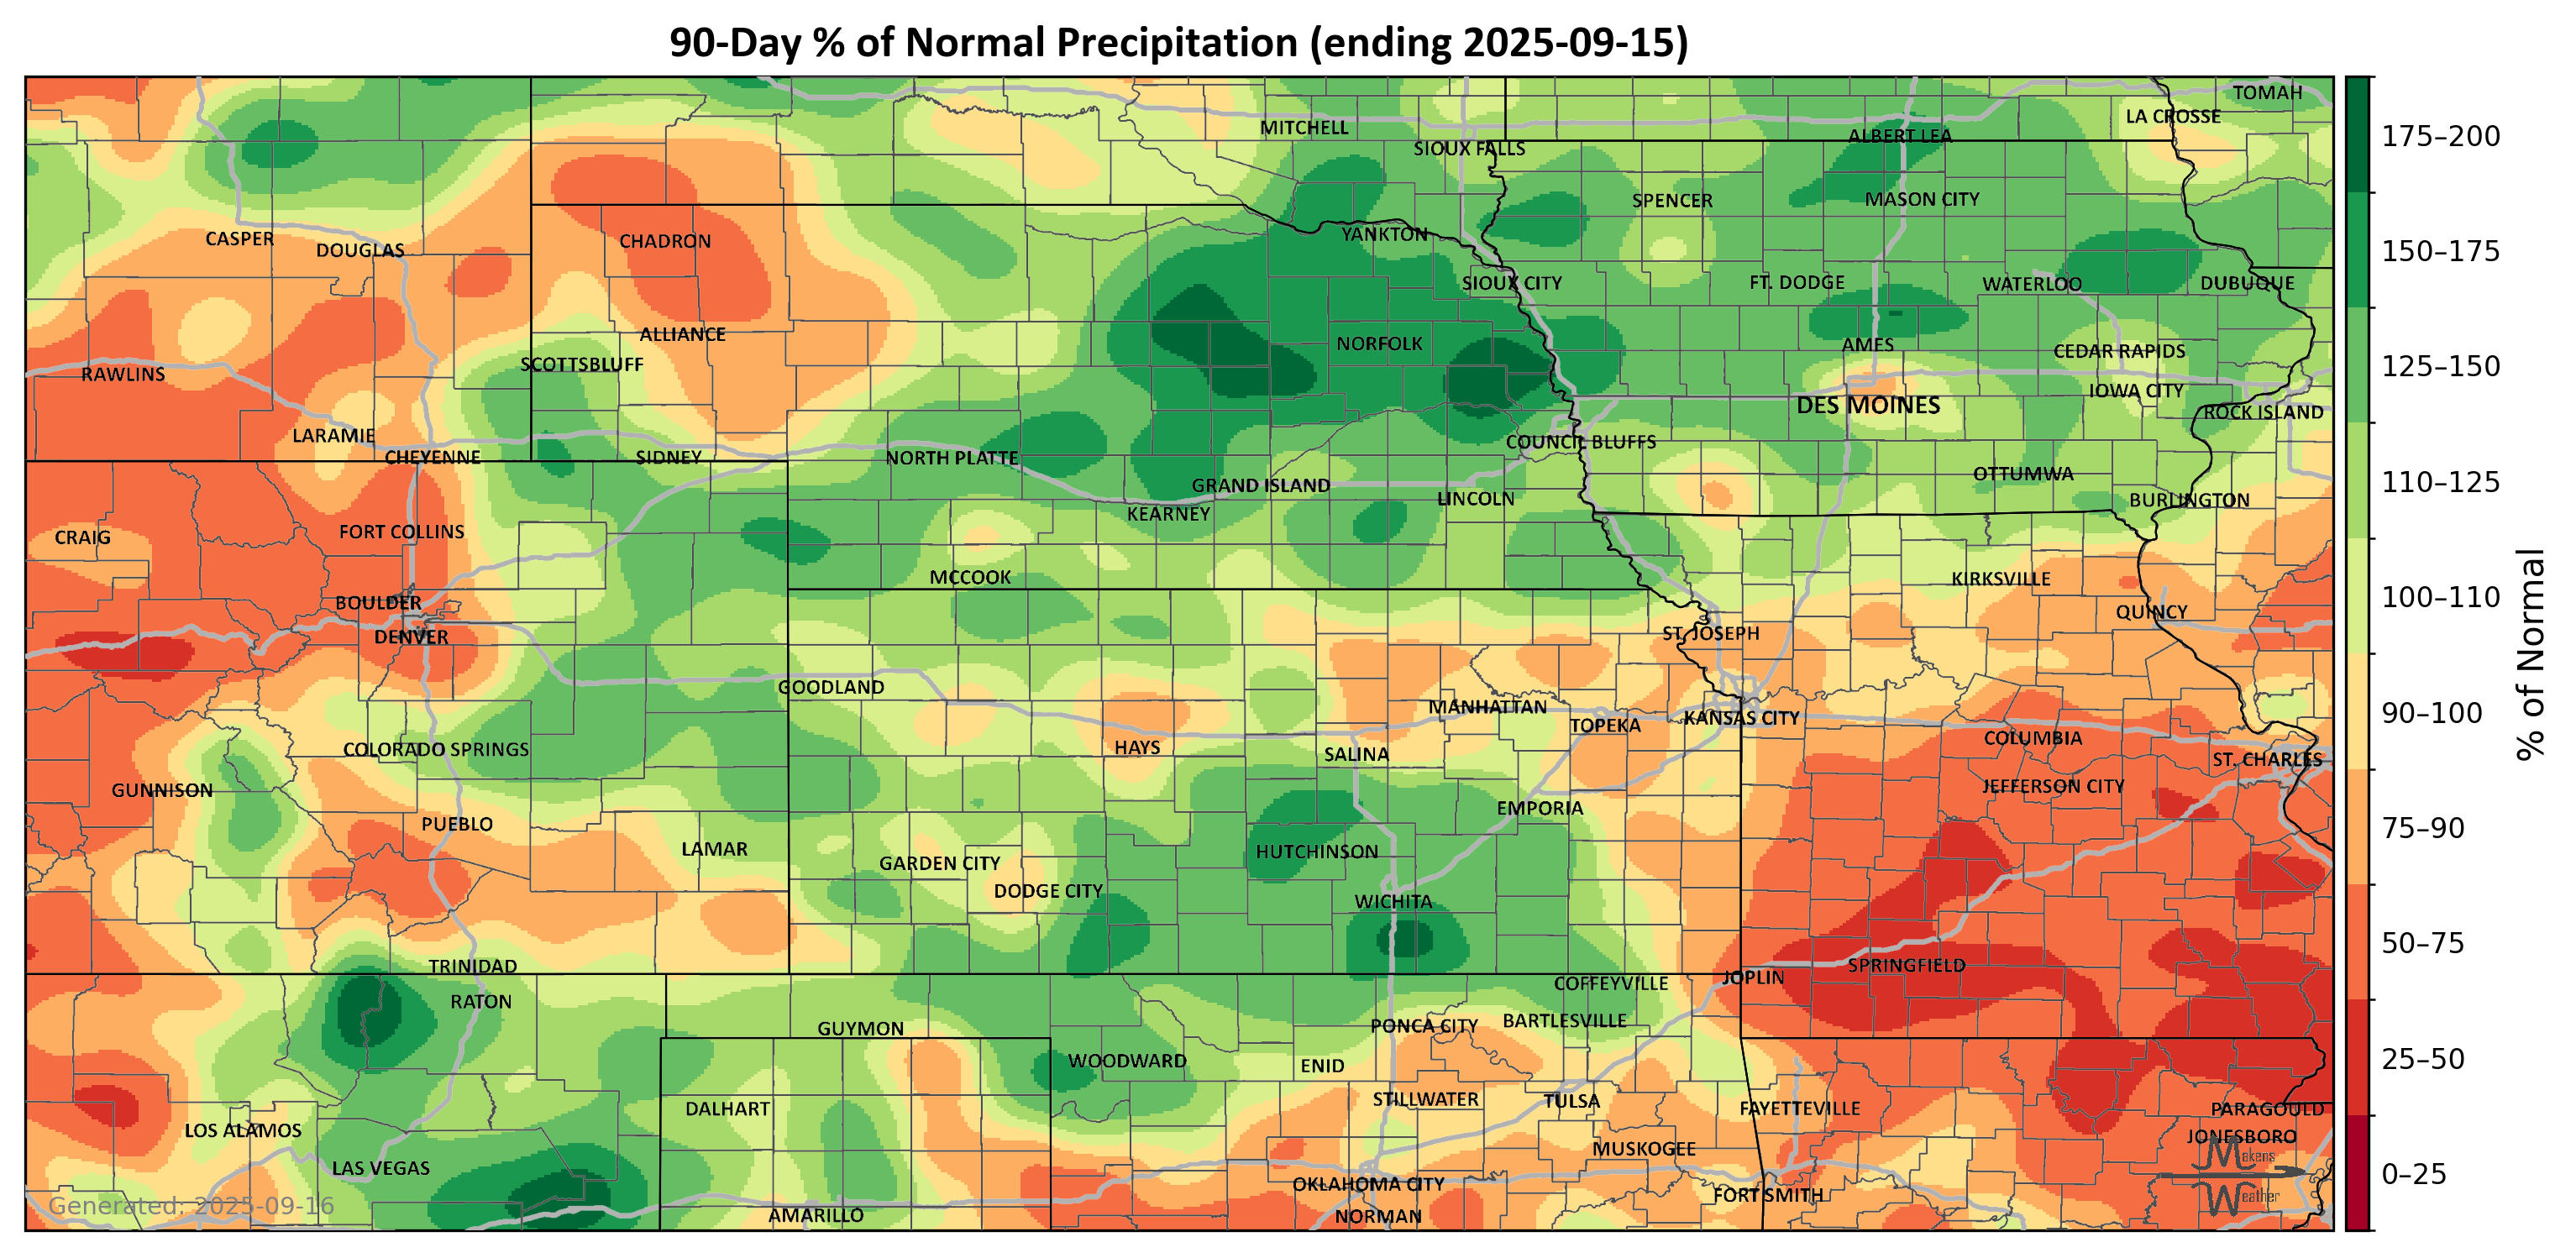 90-Day % of Normal Precipitation (ending 2025-09-15)
TOMAH
LA CROSSE
MITCHELL
ALBERT LEA
SIOUX FALLS
SPENCER
MASON CITY
CASPER
DOUGLAS
CHADRON
YANKTON
SIOUX CITY
FT. DODGE
WATERLOO
DUBUQUE
ALLIANCE
NORFOLK
AMES
CEDAR RAPIDS
SCOTTSBLUFF
RAWLINS
IOWA CITY
DES MOINES
ROCK ISLAND
LARAMIE
COUNCIL BLUFFS
CHEYENNE
SIDNEY
NORTH PLATTE
OTTUMWA
GRAND ISLAND
LINCOLN
BURLINGTON
KEARNEY
CRAIG
FORT COLLINS
MCCOOK
KIRKSVILLE
BOULDER
QUINCY
DENVER
ST. JOSEPH
GOODLAND
MANHATTAN
TOPEKA
KANSAS CITY
COLUMBIA
COLORADO SPRINGS
HAYS
SALINA
ST. CHARLES
GUNNISON
JEFFERSON CITY
EMPORIA
PUEBLO
LAMAR
GARDEN CITY
HUTCHINSON
DODGE CITY
WICHITA
TRINIDAD
SPRINGFIELD
JOPLIN
COFFEYVILLE
RATON
GUYMON
PONCA CITY
BARTLESVILLE
WOODWARD
ENID
DALHART
STILLWATER
TULSA
FAYETTEVILLE
PARAGOULD
LOS ALAMOS
JONESBORO
MUSKOGEE
LAS VEGAS
OKLAHOMA CITY
FORT SMITH
AMARILLO
NORMAN
Generated: 2025-09-16
Makens
Weather
175–200
150–175
125–150
110–125
100–110
90–100
75–90
50–75
25–50
0–25
% of Normal